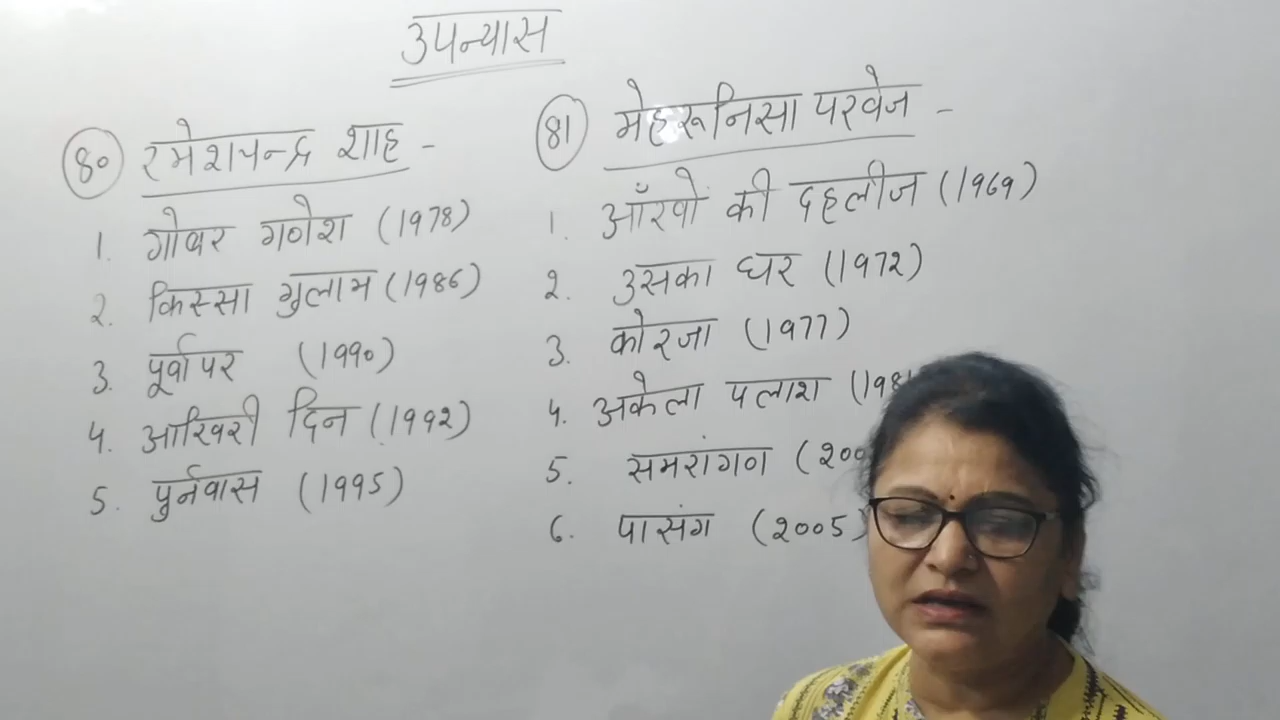 उपन्यास
80 रमेशचन्द्र शाह -
1. गोबर गणेश (1978)
2. किस्सा गुलाम (1986)
3. पूर्वापर (1990)
4. आखिरी दिन (1992)
5. पुर्नवास (1995)
81 मेहरूनिसा परवेज -
1. आँखों की दहलीज (1969)
2. उसका घर (1972)
3. कोरजा (1977)
4. अकेला पलाश (198
5. समरांगण (200
6. पासंग (2005)